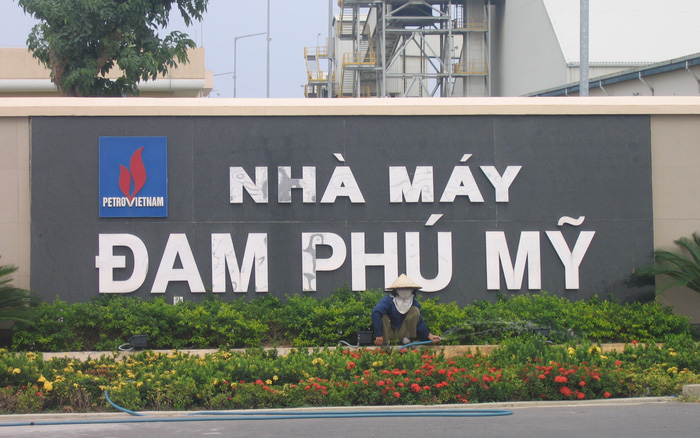 PETROVIETNAM
NHÀ MÁY
ĐAM PHÚ MỸ